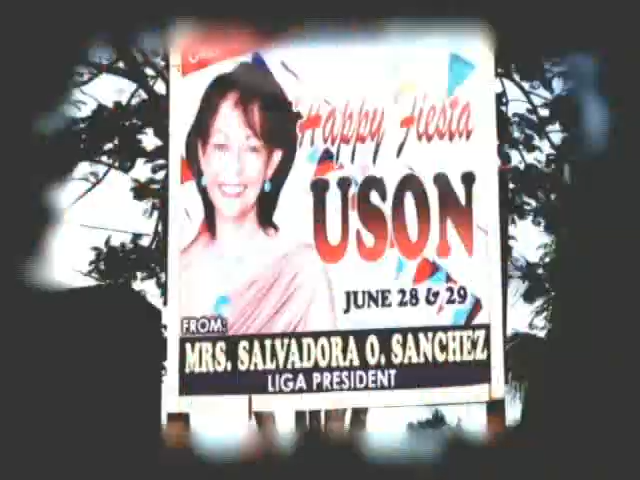 Happy Fiesta
USON
JUNE 28 & 29
FROM:
MRS. SALVADORA O. SANCHEZ
LIGA PRESIDENT